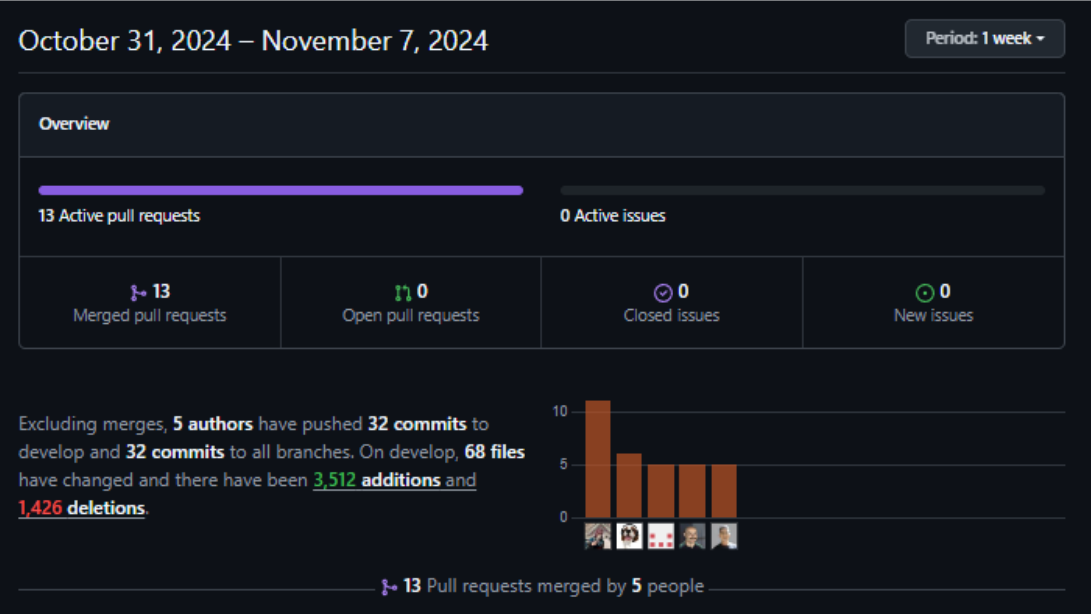 October 31, 2024 – November 7, 2024
Period: 1 week
Overview
13 Active pull requests
0 Active issues
13
Merged pull requests
0
Open pull requests
0
Closed issues
0
New issues
Excluding merges, 5 authors have pushed 32 commits to
develop and 32 commits to all branches. On develop, 68 files
have changed and there have been 3,512 additions and
1,426 deletions.
10
5
0
13 Pull requests merged by 5 people